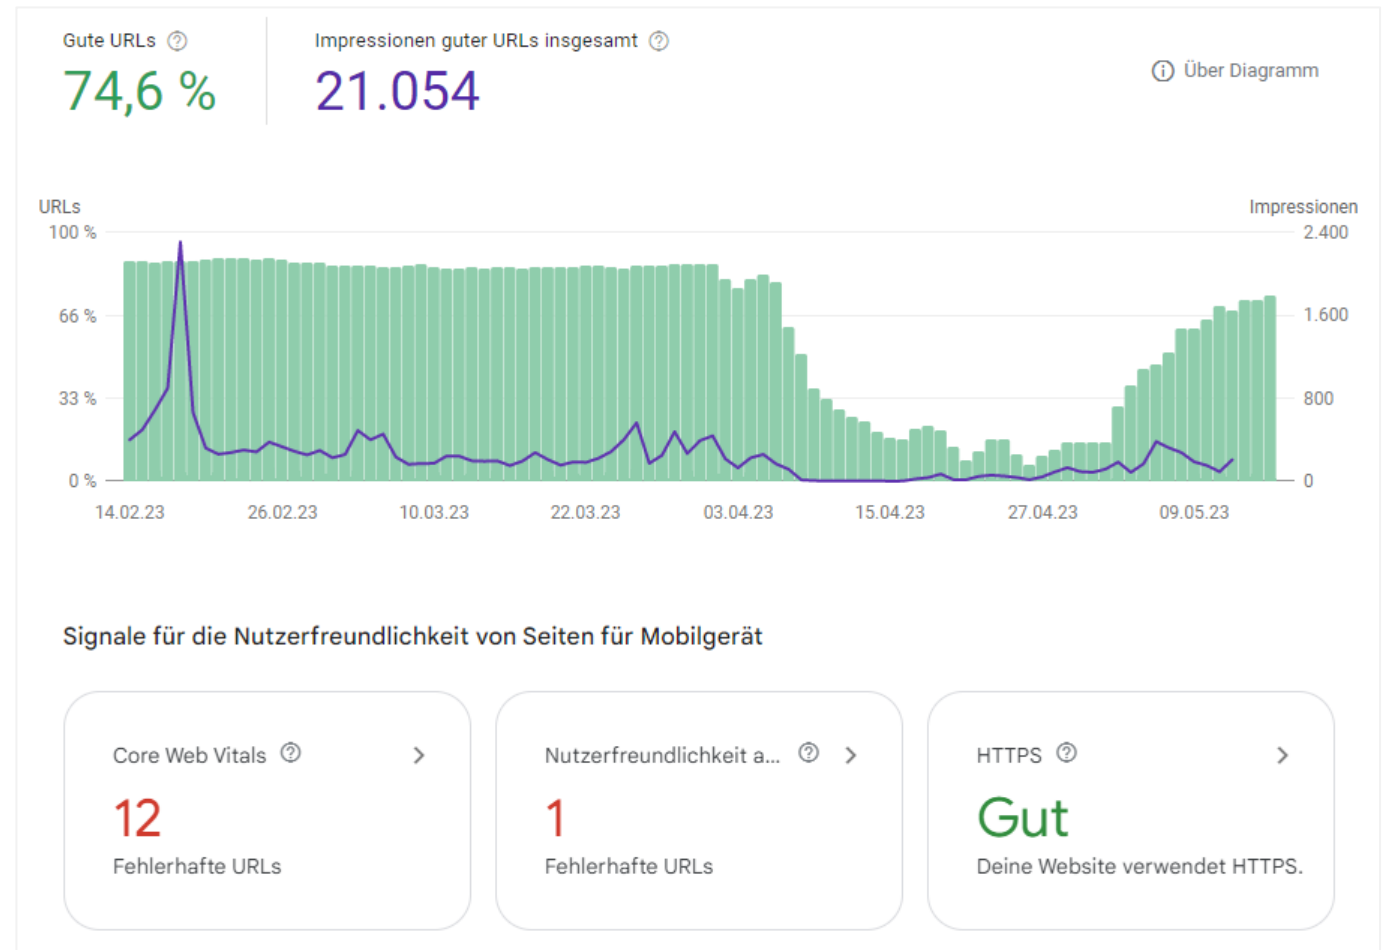 Gute URLs
74,6 %
Impressionen guter URLs insgesamt
21.054
Über Diagramm
URLs
Impressionen
100 %
66 %
33 %
0 %
2.400
1.600
800
0
14.02.23 26.02.23 10.03.23 22.03.23 03.04.23 15.04.23 27.04.23 09.05.23
Signale für die Nutzerfreundlichkeit von Seiten für Mobilgerät
Core Web Vitals
12
Fehlerhafte URLs
Nutzerfreundlichkeit a...
1
Fehlerhafte URLs
HTTPS
Gut
Deine Website verwendet HTTPS.